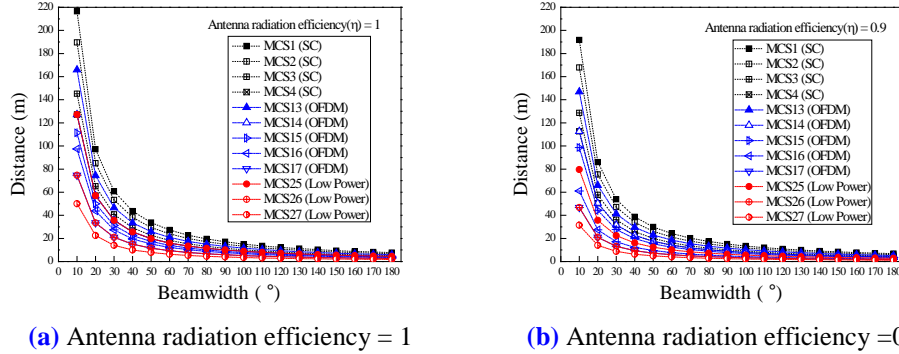 Antenna radiation efficiency(η) = 1
MCS1 (SC)
MCS2 (SC)
MCS3 (SC)
MCS4 (SC)
MCS13 (OFDM)
MCS14 (OFDM)
MCS15 (OFDM)
MCS16 (OFDM)
MCS17 (OFDM)
MCS25 (Low Power)
MCS26 (Low Power)
MCS27 (Low Power)
Distance (m)
220
200
180
160
140
120
100
80
60
40
20
0
0 10 20 30 40 50 60 70 80 90 100 110 120 130 140 150 160 170 180
Beamwidth ( °)
(a) Antenna radiation efficiency = 1
Antenna radiation efficiency(η) = 0.9
MCS1 (SC)
MCS2 (SC)
MCS3 (SC)
MCS4 (SC)
MCS13 (OFDM)
MCS14 (OFDM)
MCS15 (OFDM)
MCS16 (OFDM)
MCS17 (OFDM)
MCS25 (Low Power)
MCS26 (Low Power)
MCS27 (Low Power)
Distance (m)
220
200
180
160
140
120
100
80
60
40
20
0
0 10 20 30 40 50 60 70 80 90 100 110 120 130 140 150 160 170 180
Beamwidth ( °)
(b) Antenna radiation efficiency =0